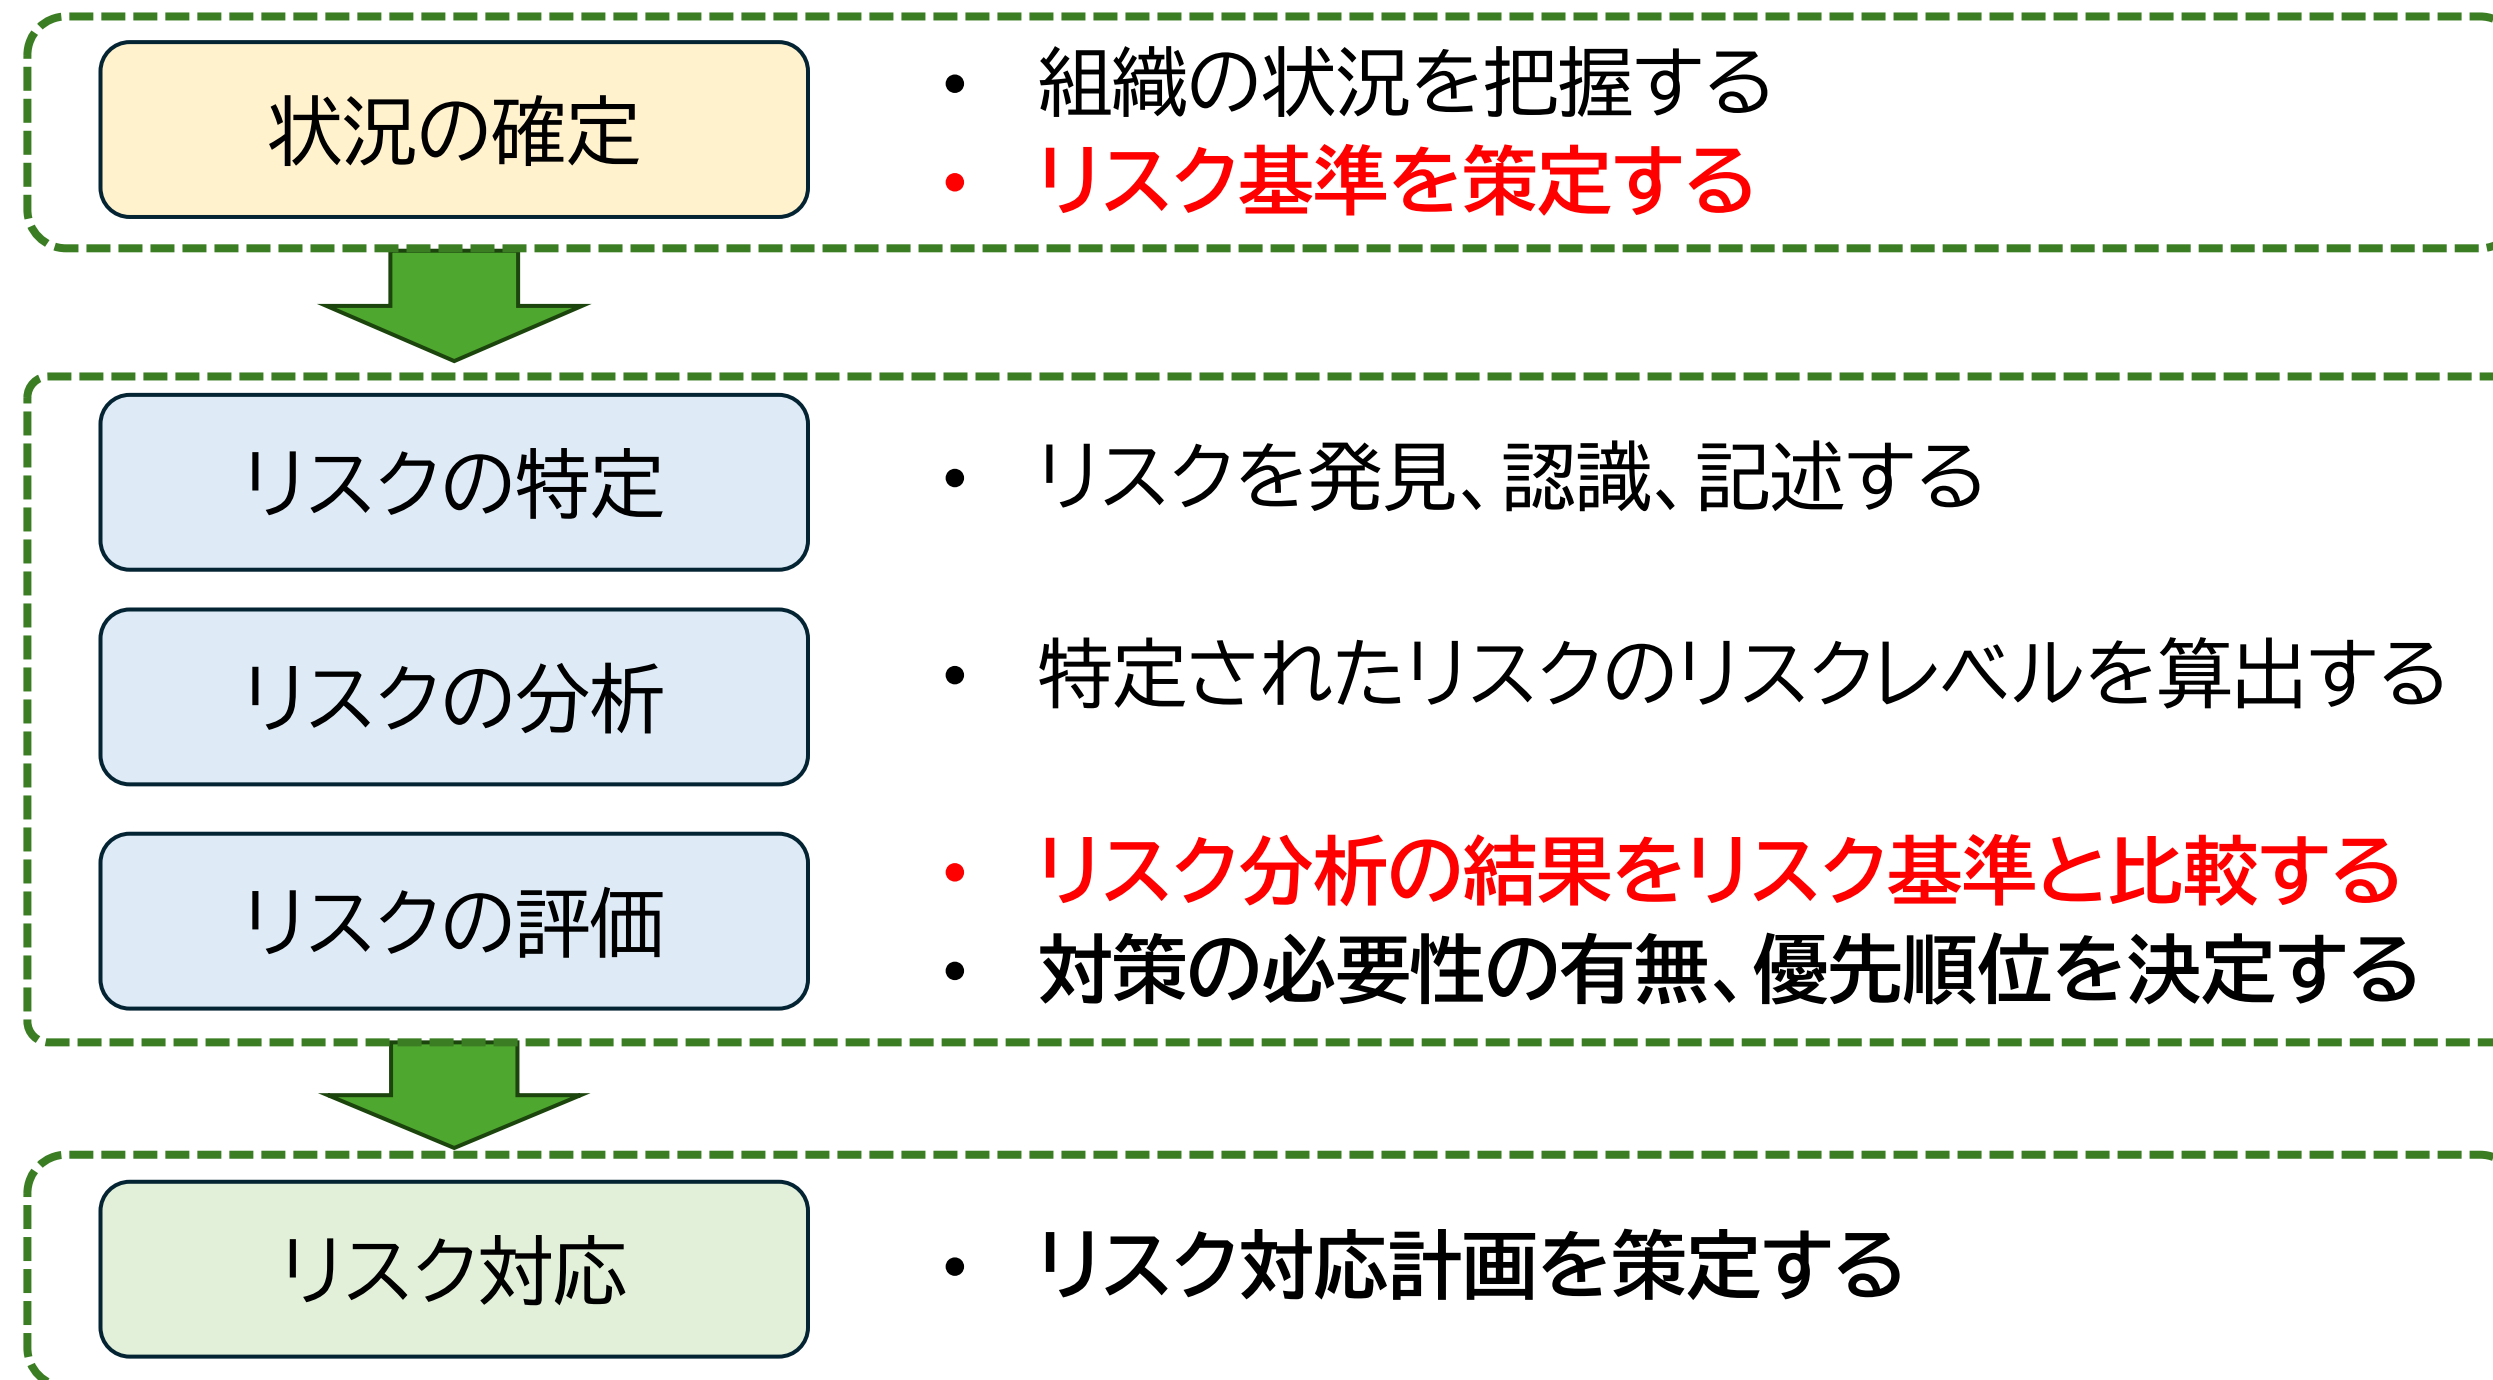 状況の確定
・組織の状況を把握する
・リスク基準を策定する
リスクの特定
・リスクを発見、認識、記述する
リスクの分析
・特定されたリスクのリスクレベルを算出する
リスクの評価
・リスク分析の結果をリスク基準と比較する
・対策の必要性の有無、優先順位を決定する
リスク対応
・リスク対応計画を策定する